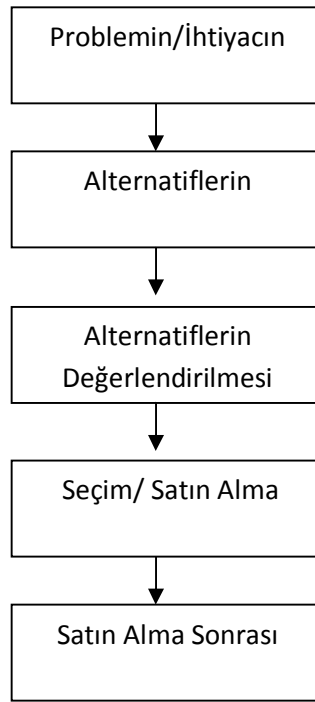 Problemin/İhtiyacın
Alternatiflerin
Alternatiflerin
Değerlendirilmesi
Seçim/ Satın Alma
Satın Alma Sonrası